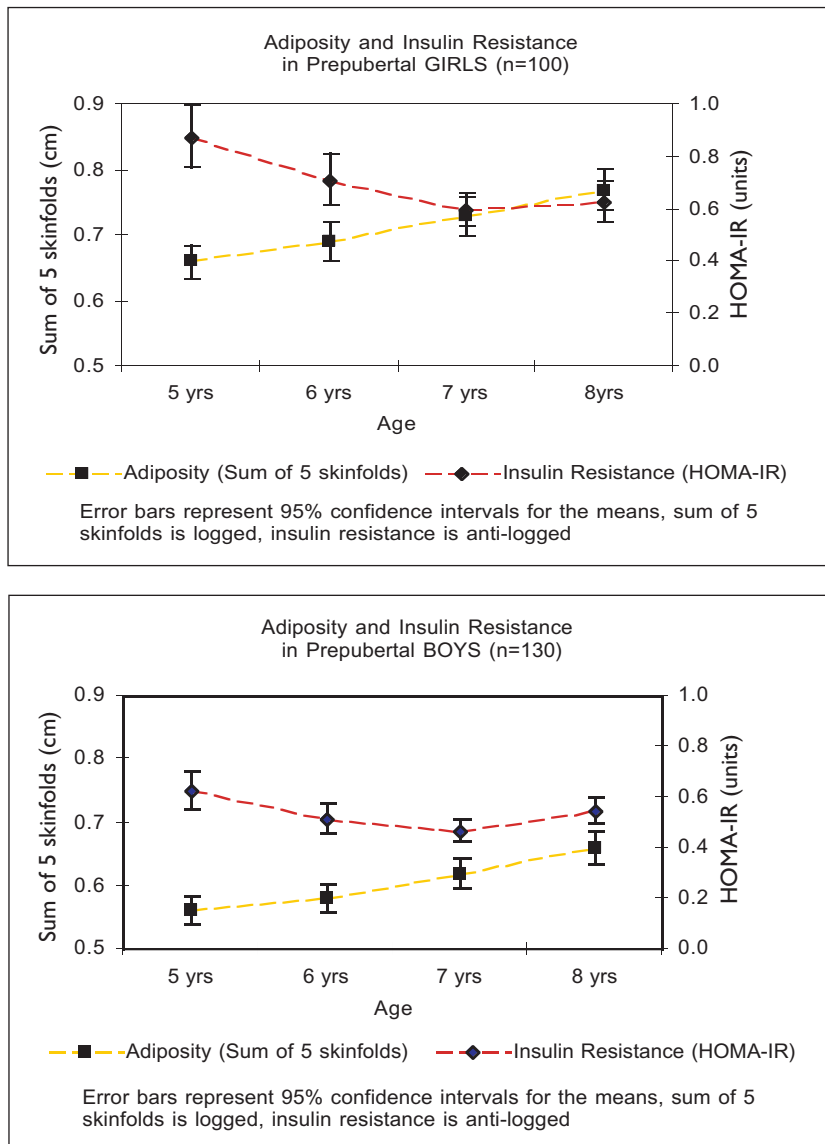 Adiposity and Insulin Resistance
in Prepubertal GIRLS (n=100)
Sum of 5 skinfolds (cm)
0.9
0.8
0.7
0.6
0.5
1.0
0.8
0.6
0.4
0.2
0.0
HOMA-IR (units)
5 yrs
6 yrs
7 yrs
8yrs
Age
Adiposity (Sum of 5 skinfolds)
Insulin Resistance (HOMA-IR)
Error bars represent 95% confidence intervals for the means, sum of 5
skinfolds is logged, insulin resistance is anti-logged
Adiposity and Insulin Resistance
in Prepubertal BOYS (n=130)
Sum of 5 skinfolds (cm)
0.9
0.8
0.7
0.6
0.5
1.0
0.8
0.6
0.4
0.2
0.0
HOMA-IR (units)
5 yrs
6 yrs
7 yrs
8 yrs
Age
Adiposity (Sum of 5 skinfolds)
Insulin Resistance (HOMA-IR)
Error bars represent 95% confidence intervals for the means, sum of 5
skinfolds is logged, insulin resistance is anti-logged